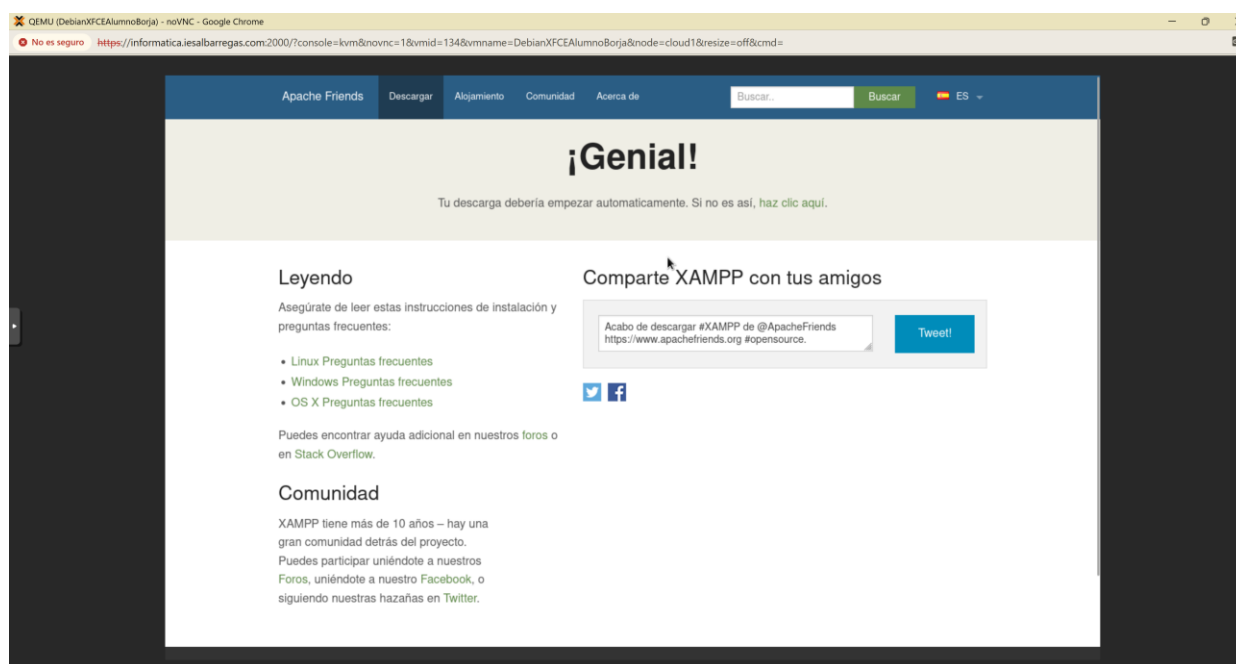 QEMU (DebianXFCEAlumnoBorja) - noVNC - Google Chrome
No es seguro https://informatica.iesalbarregas.com:2000/?console=kvm&novnc=1&vmid=134&vmname=DebianXFCEAlumnoBorja&node=cloud1&resize=off&cmd=
Apache Friends Descargar Alojamiento Comunidad Acerca de Buscar.. Buscar ES
¡Genial!
Tu descarga debería empezar automaticamente. Si no es así, haz clic aquí.
Leyendo
Asegúrate de leer estas instrucciones de instalación y
preguntas frecuentes:
• Linux Preguntas frecuentes
• Windows Preguntas frecuentes
• OS X Preguntas frecuentes
Puedes encontrar ayuda adicional en nuestros foros o
en Stack Overflow.
Comunidad
XAMPP tiene más de 10 años – hay una
gran comunidad detrás del proyecto.
Puedes participar uniéndote a nuestros
Foros, uniéndote a nuestro Facebook, o
siguiendo nuestras hazañas en Twitter.
Comparte XAMPP con tus amigos
Acabo de descargar #XAMPP de @ApacheFriends
https://www.apachefriends.org #opensource.
Tweet!